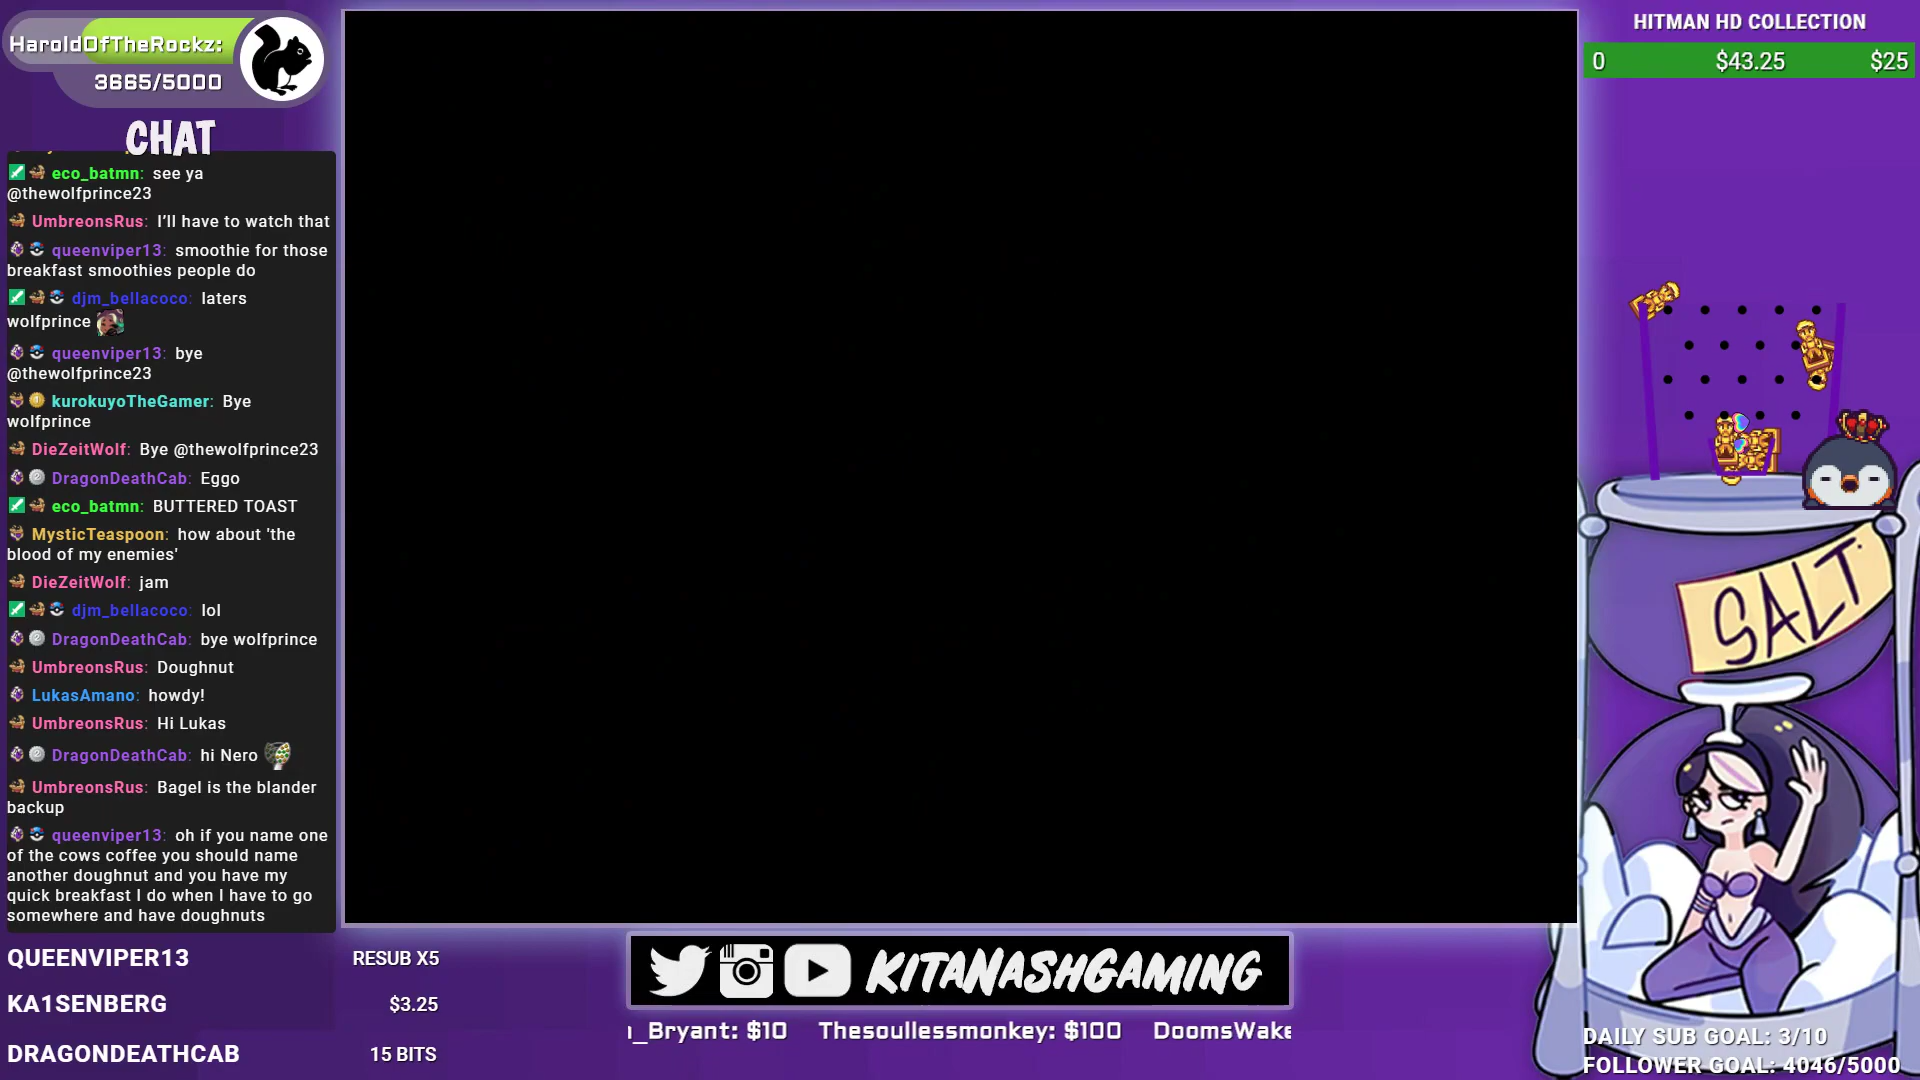 HaroldOfTheRockz:
3665/5000
CHAT
eco_batmn: see ya
@thewolfprince23
UmbreonsRus: I'll have to watch that
queenviper13: smoothie for those
breakfast smoothies people do
djm_bellacoco: laters
wolfprince
queenviper13: bye
@thewolfprince23
kurokuyoTheGamer: Bye
wolfprince
DieZeitWolf: Bye @thewolfprince23
DragonDeathCab: Eggo
eco_batmn: BUTTERED TOAST
MysticTeaspoon: how about 'the
blood of my enemies'
DieZeitWolf: jam
djm_bellacoco: lol
DragonDeathCab: bye wolfprince
UmbreonsRus: Doughnut
LukasAmano: howdy!
UmbreonsRus: Hi Lukas
DragonDeathCab: hi Nero
UmbreonsRus: Bagel is the blander
backup
queenviper13: oh if you name one
of the cows coffee you should name
another doughnut and you have my
quick breakfast I do when I have to go
somewhere and have doughnuts
QUEENVIPER13 RESUB X5
KA1SENBERG $3.25
DRAGONDEATHCAB 15 BITS
KITANASHGAMING
_Bryant: $10 Thesoullessmonkey: $100 DoomsWake
HITMAN HD COLLECTION
0 $43.25 $25
SALT
DAILY SUB GOAL: 3/10
FOLLOWER GOAL: 4046/5000